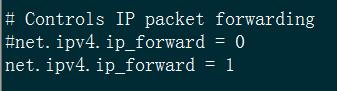 # Controls IP packet forwarding
#net.ipv4.ip_forward = 0
net.ipv4.ip_forward = 1